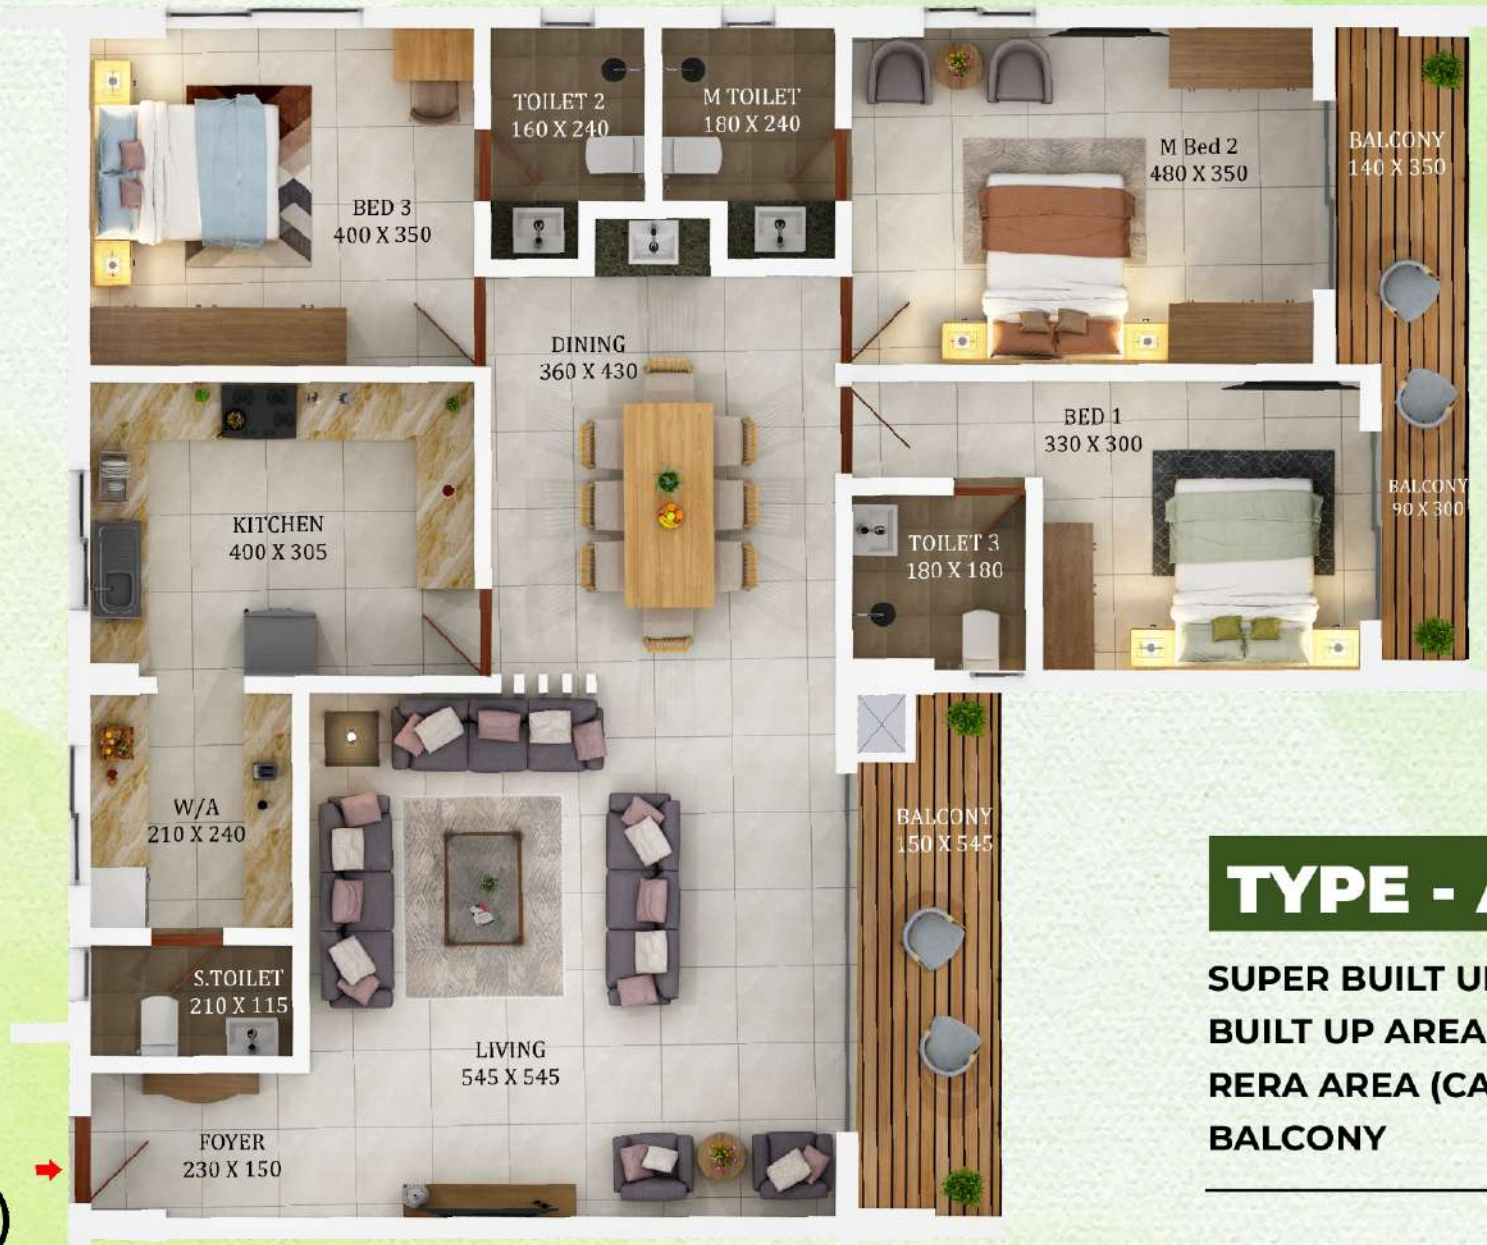 TOILET 2
160 X 240
M TOILET
180 X 240
M Bed 2
480 X 350
BALCONY
140 X 350
BED 3
400 X 350
DINING
360 X 430
BED 1
330 X 300
BALCONY
90 X 300
KITCHEN
400 X 305
TOILET 3
180 X 180
W/A
210 X 240
BALCONY
150 X 545
TYPE -
S.TOILET
210 X 115
SUPER BUILT
BUILT UP AREA
LIVING
545 X 545
RERA AREA
FOYER
230 X 150
BALCONY